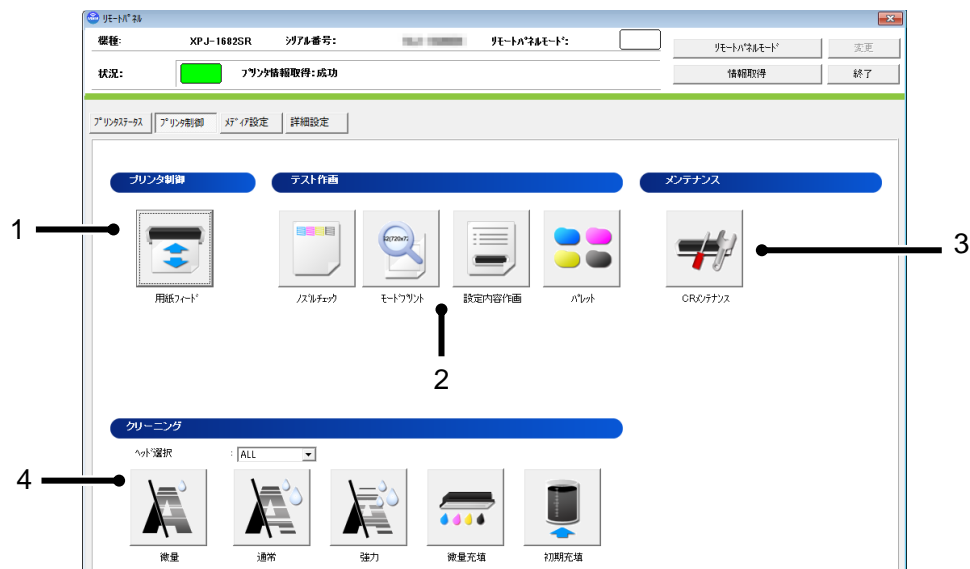 リモートパネル
機種: XPJ-1682SR シリアル番号: リモートパネルモード:
リモートパネルモード 変更
状況: プリンタ情報取得:成功
情報取得 終了
プリンタステータス プリンタ制御 メディア設定 詳細設定
プリンタ制御 テスト作画 メンテナンス
1
3
用紙フィード ノズルチェック モードプリント 設定内容作画 パレット CRメンテナンス
2
クリーニング
ヘッド選択 : ALL
4
微量 通常 強力 微量充填 初期充填